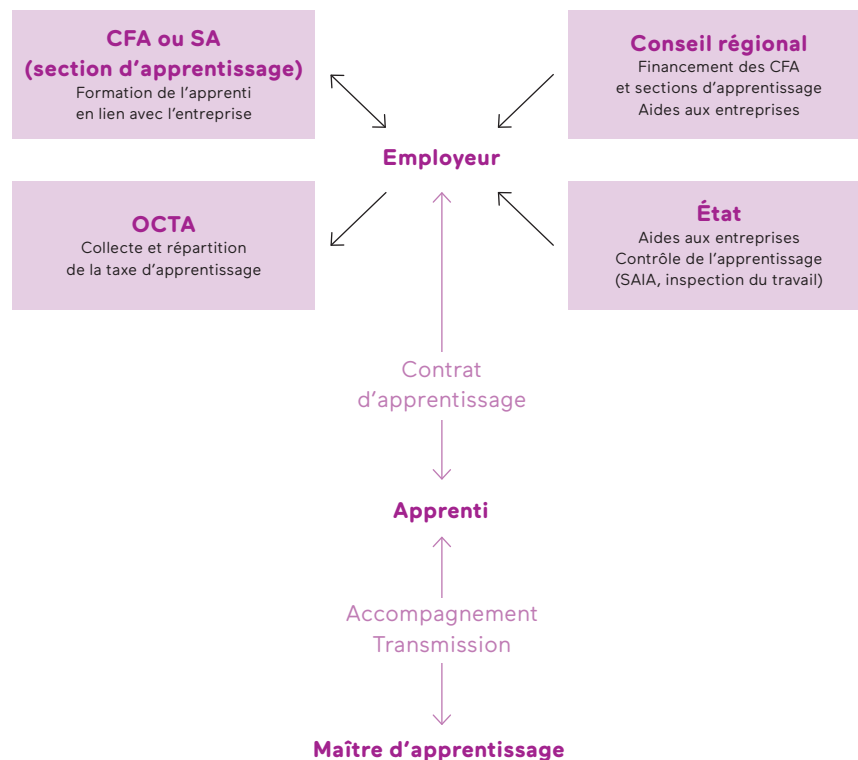 CFA ou SA
(section d’apprentissage)
Formation de l’apprenti
en lien avec l’entreprise
Conseil régional
Financement des CFA
et sections d’apprentissage
Aides aux entreprises
Employeur
OCTA
Collecte et répartition
de la taxe d’apprentissage
État
Aides aux entreprises
Contrôle de l’apprentissage
(SAIA, inspection du travail)
Contrat
d’apprentissage
Apprenti
Accompagnement
Transmission
Maître d’apprentissage